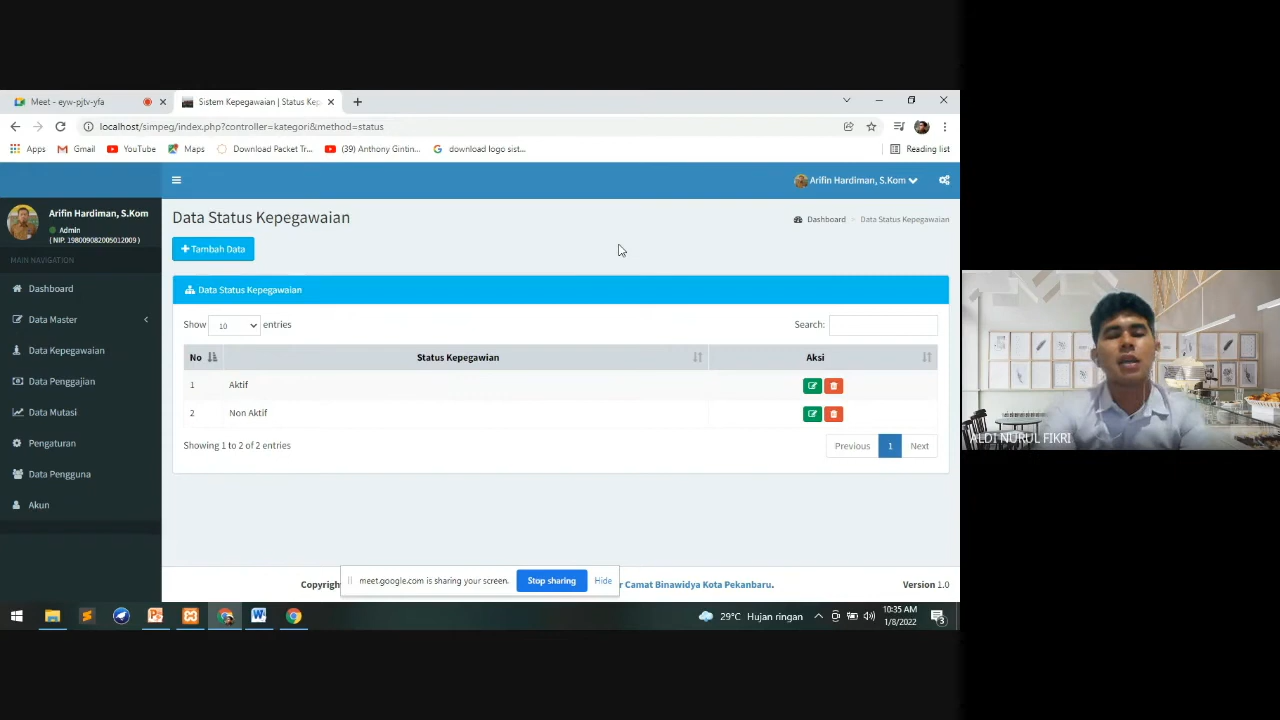 Meet - eyw-pjtv-yfa
Sistem Kepegawaian | Status Kep
localhost/simpeg/index.php?controller=kategori&method=status
Apps Gmail YouTube Maps Download Packet Tr... (39) Anthony Gintin... download logo sist... Reading list
Arifin Hardiman, S.Kom
Arifin Hardiman, S.Kom
Admin
( NIP. 198009082005012009 )
MAIN NAVIGATION
Dashboard
Data Master
Data Kepegawaian
Data Penggajian
Data Mutasi
Pengaturan
Data Pengguna
Akun
Data Status Kepegawaian
Dashboard > Data Status Kepegawaian
+ Tambah Data
Data Status Kepegawaian
Show 10 entries Search:
No Status Kepegawian Aksi
1 Aktif
2 Non Aktif
Showing 1 to 2 of 2 entries Previous 1 Next
Copyrigh
r Camat Binawidya Kota Pekanbaru. Version 1.0
meet.google.com is sharing your screen. Stop sharing Hide
29°C Hujan ringan
10:35 AM
1/8/2022
3
ALDI NURUL FIKRI